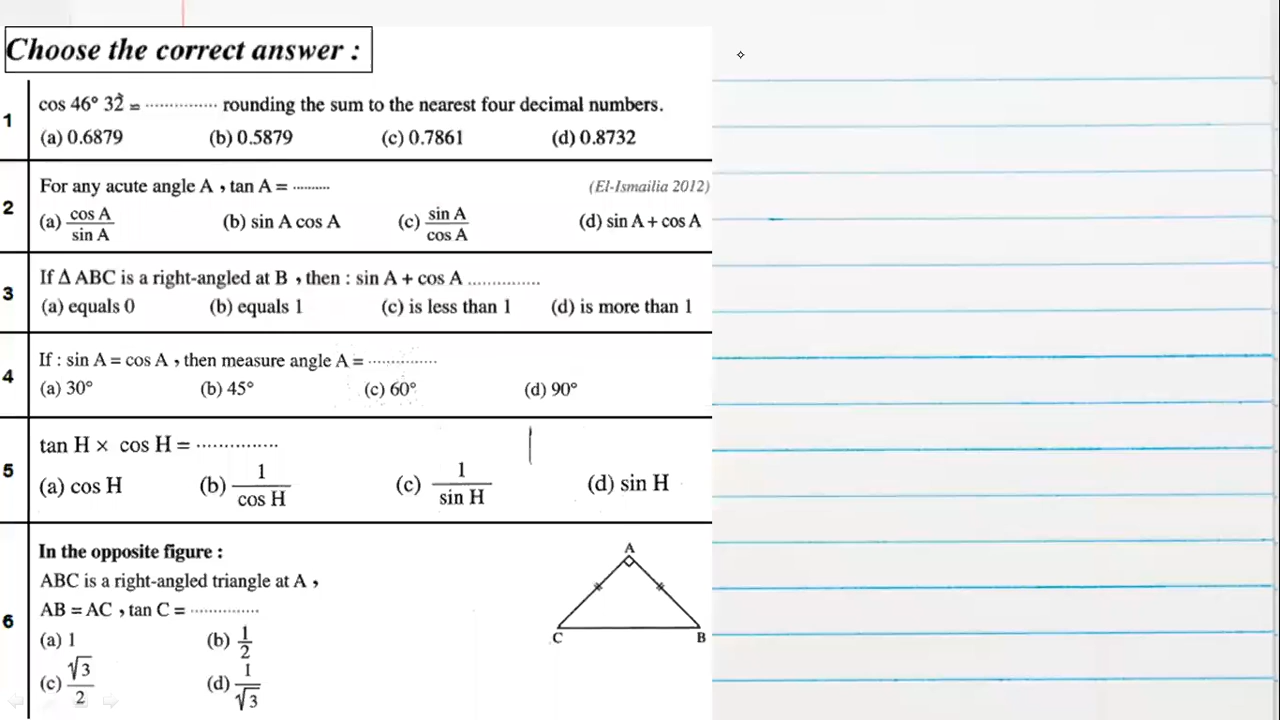 Choose the correct answer :
1
cos 46° 32̀ = ............... rounding the sum to the nearest four decimal numbers.
(a) 0.6879 (b) 0.5879 (c) 0.7861 (d) 0.8732
2
For any acute angle A , tan A = .......... (El-Ismailia 2012)
(a) cos A / sin A (b) sin A cos A (c) sin A / cos A (d) sin A + cos A
3
If Δ ABC is a right-angled at B , then : sin A + cos A ...............
(a) equals 0 (b) equals 1 (c) is less than 1 (d) is more than 1
4
If : sin A = cos A , then measure angle A = ...............
(a) 30° (b) 45° (c) 60° (d) 90°
5
tan H × cos H = ...............
(a) cos H (b) 1 / cos H (c) 1 / sin H (d) sin H
6
In the opposite figure :
ABC is a right-angled triangle at A ,
AB = AC , tan C = ...............
(a) 1 (b) 1 / 2
(c) √3 / 2 (d) 1 / √3
A
C B